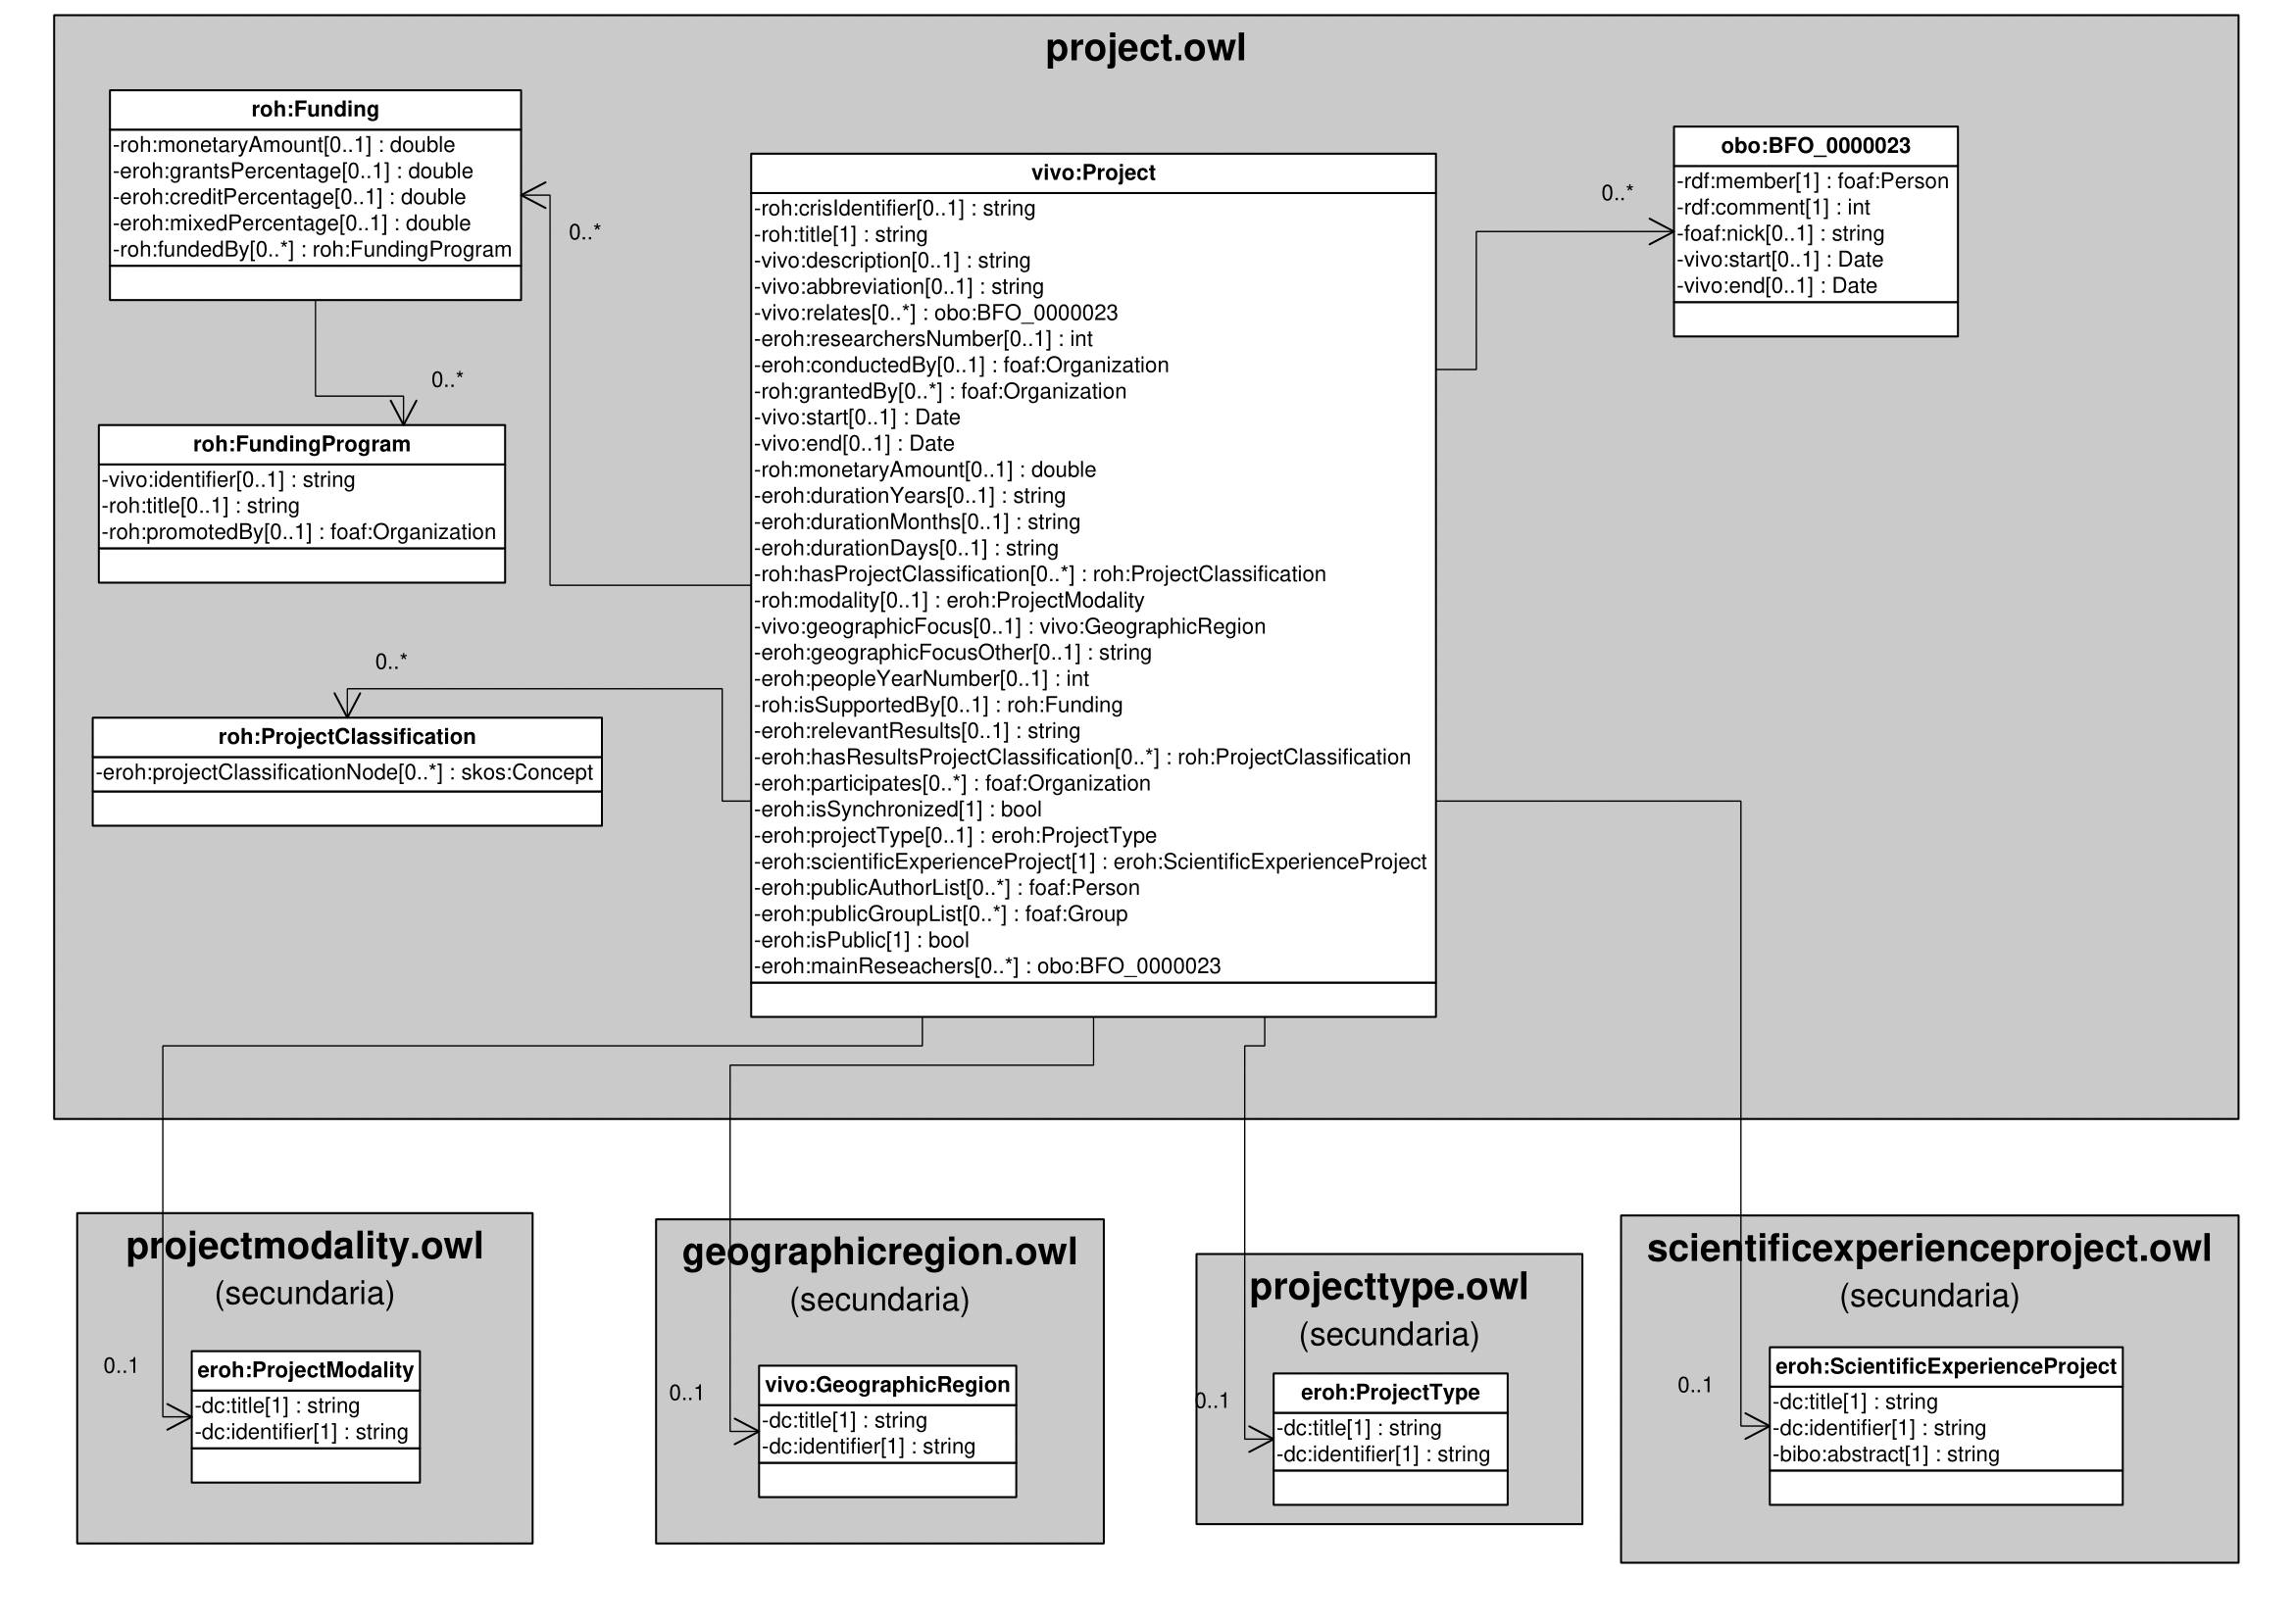 project.owl
roh:Funding
-roh:monetaryAmount[0..1] : double
-eroh:grantsPercentage[0..1] : double
-eroh:creditPercentage[0..1] : double
-eroh:mixedPercentage[0..1] : double
-roh:fundedBy[0..*] : roh:FundingProgram
0..*
0..*
roh:FundingProgram
-vivo:identifier[0..1] : string
-roh:title[0..1] : string
-roh:promotedBy[0..1] : foaf:Organization
0..*
roh:ProjectClassification
-eroh:projectClassificationNode[0..*] : skos:Concept
vivo:Project
-roh:crisIdentifier[0..1] : string
-roh:title[1] : string
-vivo:description[0..1] : string
-vivo:abbreviation[0..1] : string
-vivo:relates[0..*] : obo:BFO_0000023
-eroh:researchersNumber[0..1] : int
-eroh:conductedBy[0..1] : foaf:Organization
-roh:grantedBy[0..*] : foaf:Organization
-vivo:start[0..1] : Date
-vivo:end[0..1] : Date
-roh:monetaryAmount[0..1] : double
-eroh:durationYears[0..1] : string
-eroh:durationMonths[0..1] : string
-eroh:durationDays[0..1] : string
-roh:hasProjectClassification[0..*] : roh:ProjectClassification
-roh:modality[0..1] : eroh:ProjectModality
-vivo:geographicFocus[0..1] : vivo:GeographicRegion
-eroh:geographicFocusOther[0..1] : string
-eroh:peopleYearNumber[0..1] : int
-roh:isSupportedBy[0..1] : roh:Funding
-eroh:relevantResults[0..1] : string
-eroh:hasResultsProjectClassification[0..*] : roh:ProjectClassification
-eroh:participates[0..*] : foaf:Organization
-eroh:isSynchronized[1] : bool
-eroh:projectType[0..1] : eroh:ProjectType
-eroh:scientificExperienceProject[1] : eroh:ScientificExperienceProject
-eroh:publicAuthorList[0..*] : foaf:Person
-eroh:publicGroupList[0..*] : foaf:Group
-eroh:isPublic[1] : bool
-eroh:mainReseachers[0..*] : obo:BFO_0000023
0..*
obo:BFO_0000023
-rdf:member[1] : foaf:Person
-rdf:comment[1] : int
-foaf:nick[0..1] : string
-vivo:start[0..1] : Date
-vivo:end[0..1] : Date
projectmodality.owl
(secundaria)
0..1
eroh:ProjectModality
-dc:title[1] : string
-dc:identifier[1] : string
geographicregion.owl
(secundaria)
0..1
vivo:GeographicRegion
-dc:title[1] : string
-dc:identifier[1] : string
projecttype.owl
(secundaria)
0..1
eroh:ProjectType
-dc:title[1] : string
-dc:identifier[1] : string
scientificexperienceproject.owl
(secundaria)
0..1
eroh:ScientificExperienceProject
-dc:title[1] : string
-dc:identifier[1] : string
-bibo:abstract[1] : string